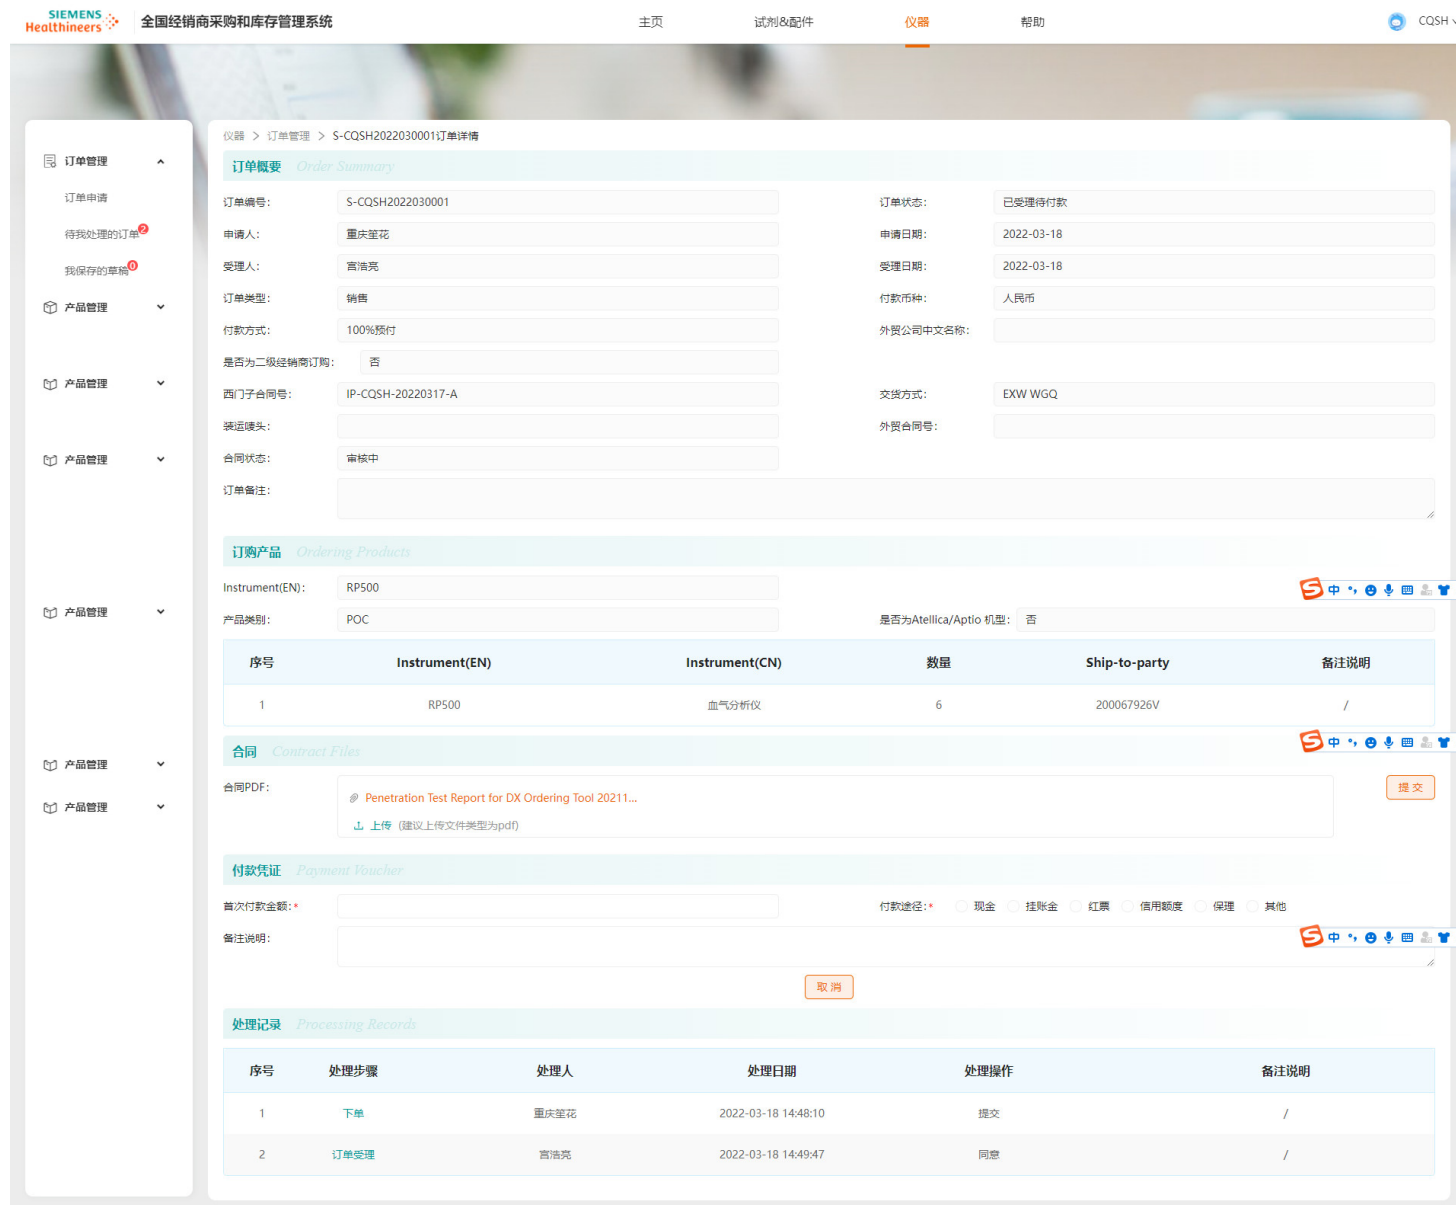 SIEMENS
Healthineers
全国经销商采购和库存管理系统
主页
试剂&配件
仪器
帮助
CQSH
订单管理
订单申请
待我处理的订单 2
我保存的草稿 0
产品管理
产品管理
产品管理
产品管理
产品管理
产品管理
仪器 > 订单管理 > S-CQSH2022030001订单详情
订单概要 Order Summary
订单编号: S-CQSH2022030001 订单状态: 已受理待付款
申请人: 重庆笙花 申请日期: 2022-03-18
受理人: 宫浩亮 受理日期: 2022-03-18
订单类型: 销售 付款币种: 人民币
付款方式: 100%预付 外贸公司中文名称:
是否为二级经销商订购: 否
西门子合同号: IP-CQSH-20220317-A 交货方式: EXW WGQ
装运唛头: 外贸合同号:
合同状态: 审核中
订单备注:
订购产品 Ordering Products
Instrument(EN): RP500
中
产品类别: POC 是否为Atellica/Aptio 机型: 否
序号 Instrument(EN) Instrument(CN) 数量 Ship-to-party 备注说明
1 RP500 血气分析仪 6 200067926V /
合同 Contract Files
中
合同PDF: Penetration Test Report for DX Ordering Tool 20211... 提交
上传 (建议上传文件类型为pdf)
付款凭证 Payment Voucher
首次付款金额:* 付款途径:* 现金 挂账金 红票 信用额度 保理 其他
备注说明:
中
取消
处理记录 Processing Records
序号 处理步骤 处理人 处理日期 处理操作 备注说明
1 下单 重庆笙花 2022-03-18 14:48:10 提交 /
2 订单受理 宫浩亮 2022-03-18 14:49:47 同意 /